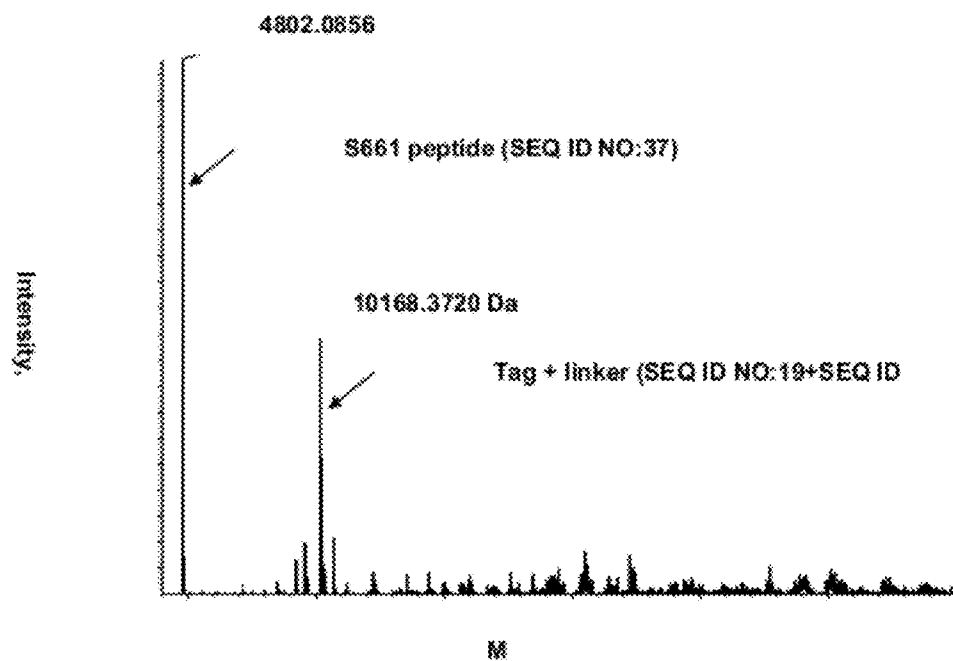 4802.0856
S661 peptide (SEQ ID NO:37)
Intensity,
10168.3720 Da
Tag + linker (SEQ ID NO:19+SEQ ID
M